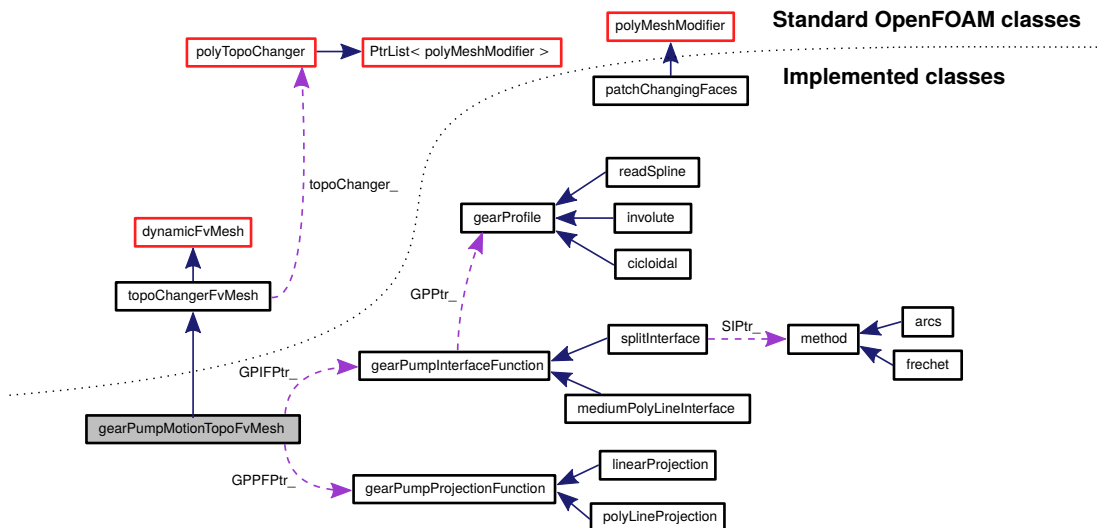 Standard OpenFOAM classes
polyMeshModifier
polyTopoChanger
PtrList< polyMeshModifier >
Implemented classes
patchChangingFaces
readSpline
topoChanger_
gearProfile
involute
dynamicFvMesh
cicloidal
topoChangerFvMesh
GPPtr_
arcs
SIPtr_
splitInterface
method
gearPumpInterfaceFunction
frechet
GPIFPtr_
mediumPolyLineInterface
gearPumpMotionTopoFvMesh
linearProjection
GPPFPtr_
gearPumpProjectionFunction
polyLineProjection